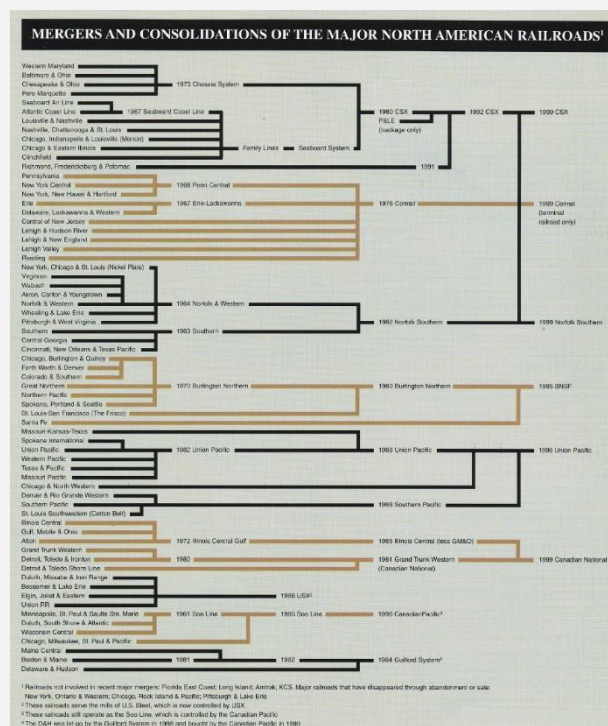 MERGERS AND CONSOLIDATIONS OF THE MAJOR NORTH AMERICAN RAILROADS¹
Western Maryland
Baltimore & Ohio
Chesapeake & Ohio
1973 Chessie System
Pere Marquette
Seaboard Air Line
Atlantic Coast Line
1967 Seaboard Coast Line
1980 CSX
1992 CSX
1999 CSX
Louisville & Nashville
P&LE
(trackage only)
Nashville, Chattanooga & St. Louis
Chicago, Indianapolis & Louisville (Monon)
Chicago & Eastern Illinois
Family Lines
Seaboard System
Clinchfield
Richmond, Fredericksburg & Potomac
1991
Pennsylvania
New York Central
1968 Penn Central
New York, New Haven & Hartford
Erie
1967 Erie-Lackawanna
1976 Conrail
1999 Conrail
(terminal
railroad only)
Delaware, Lackawanna & Western
Central of New Jersey
Lehigh & Hudson River
Lehigh & New England
Lehigh Valley
Reading
New York, Chicago & St. Louis (Nickel Plate)
Virginian
Wabash
Akron, Canton & Youngstown
Norfolk & Western
1964 Norfolk & Western
Wheeling & Lake Erie
Pittsburgh & West Virginia
1982 Norfolk Southern
1999 Norfolk Southern
Southern
1963 Southern
Central Georgia
Cincinnati, New Orleans & Texas Pacific
Chicago, Burlington & Quincy
Forth Worth & Denver
Colorado & Southern
Great Northern
1970 Burlington Northern
1980 Burlington Northern
1995 BNSF
Northern Pacific
Spokane, Portland & Seattle
St. Louis-San Francisco (The Frisco)
Santa Fe
Missouri-Kansas-Texas
Spokane International
Union Pacific
1982 Union Pacific
1988 Union Pacific
1996 Union Pacific
Western Pacific
Texas & Pacific
Missouri Pacific
Chicago & North Western
Denver & Rio Grande Western
Southern Pacific
1988 Southern Pacific
St. Louis Southwestern (Cotton Belt)
Illinois Central
Gulf, Mobile & Ohio
Alton
1972 Illinois Central Gulf
1985 Illinois Central (less GM&O)
Grand Trunk Western
Detroit, Toledo & Ironton
1980
1981 Grand Trunk Western
(Canadian National)
1999 Canadian National
Detroit & Toledo Shore Line
Duluth, Missabe & Iron Range
Bessemer & Lake Erie
Elgin, Joliet & Eastern
1988 USX²
Union RR
Minneapolis, St. Paul & Saulte Ste. Marie
1961 Soo Line
1985 Soo Line
1990 CanadianPacific³
Duluth, South Shore & Atlantic
Wisconsin Central
Chicago, Milwaukee, St. Paul & Pacific
Maine Central
Boston & Maine
1981
1982
1984 Guilford System⁴
Delaware & Hudson
¹ Railroads not involved in recent major mergers: Florida East Coast; Long Island; Amtrak; KCS. Major railroads that have disappeared through abandonment or sale:
New York, Ontario & Western; Chicago, Rock Island & Pacific; Pittsburgh & Lake Erie
² These railroads serve the mills of U.S. Steel, which is now controlled by USX
³ These railroads still operate as the Soo Line, which is controlled by the Canadian Pacific
⁴ The D&H was let go by the Guilford System in 1988 and bought by the Canadian Pacific in 1990